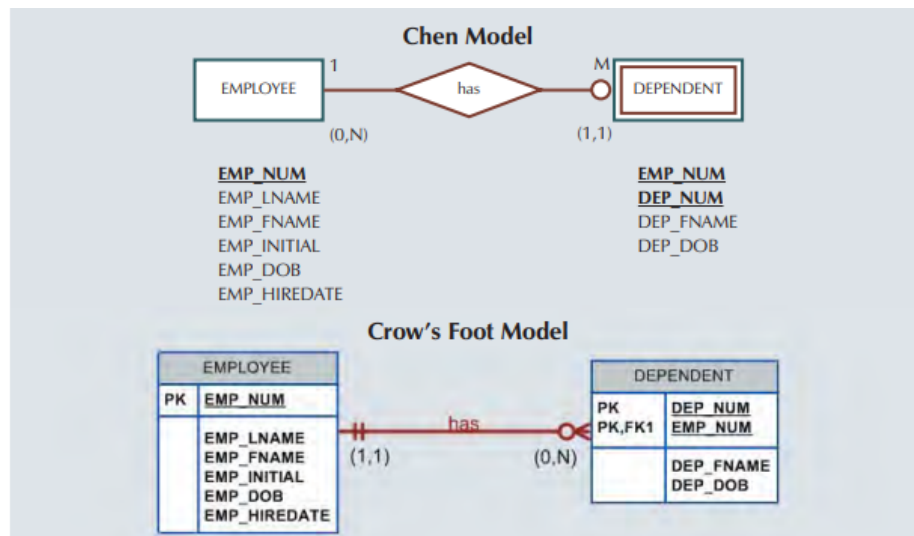 Chen Model
1
M
EMPLOYEE
has
DEPENDENT
(0,N)
(1,1)
EMP_NUM
EMP_LNAME
EMP_FNAME
EMP_INITIAL
EMP_DOB
EMP_HIREDATE
EMP_NUM
DEP_NUM
DEP_FNAME
DEP_DOB
Crow's Foot Model
EMPLOYEE
PK EMP_NUM
EMP_LNAME
EMP_FNAME
EMP_INITIAL
EMP_DOB
EMP_HIREDATE
has
(1,1)
(0,N)
DEPENDENT
PK DEP_NUM
PK,FK1 EMP_NUM
DEP_FNAME
DEP_DOB